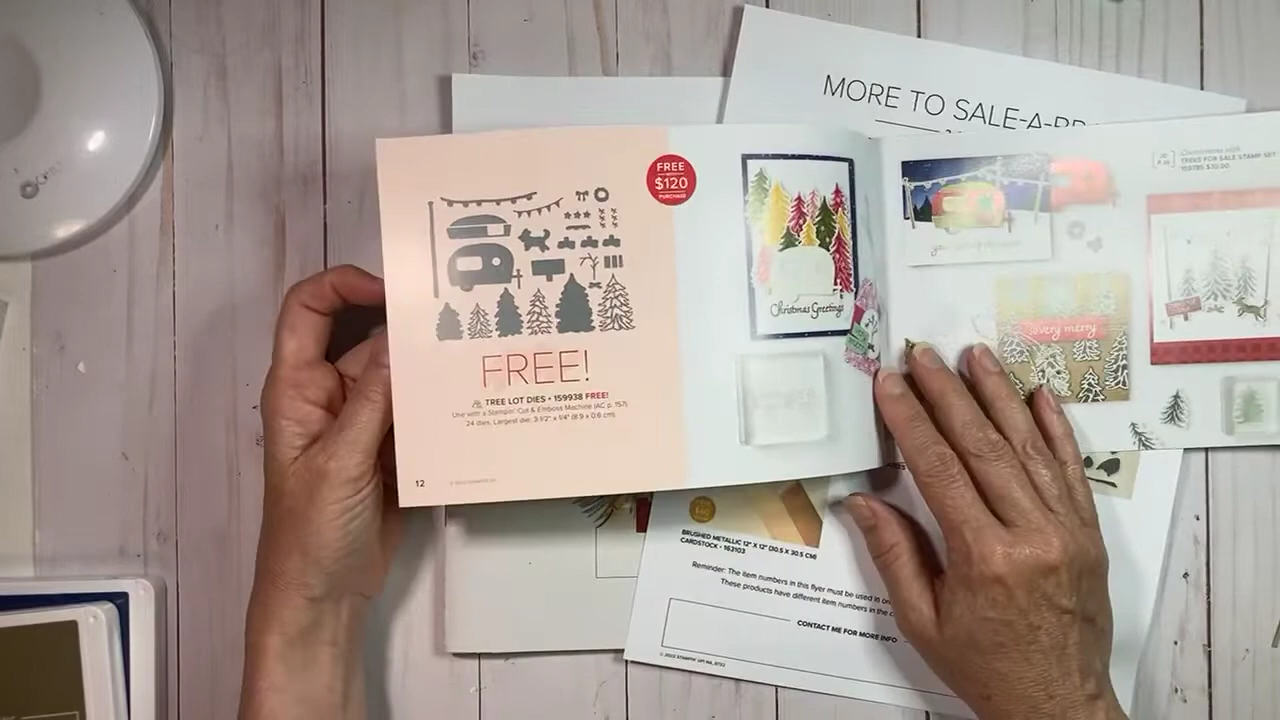 MORE TO SALE-A-BR
FREE
$120
PURCHASE
FREE!
TREE LOT DIES • 159938 FREE!
Use with a Stampin' Cut & Emboss Machine (AC p. 157).
24 dies. Largest die: 3-1/2" x 1/4" (8.9 x 0.6 cm).
12
Christmas Greetings
Coordinates with
TREES FOR SALE STAMP SET
very merry
BRUSHED METALLIC 12" X 12" (30.5 X 30.5 CM)
CARDSTOCK • 163103
Reminder: The item numbers in this flyer must be used in
These products have different item numbers in the
CONTACT ME FOR MORE INFO